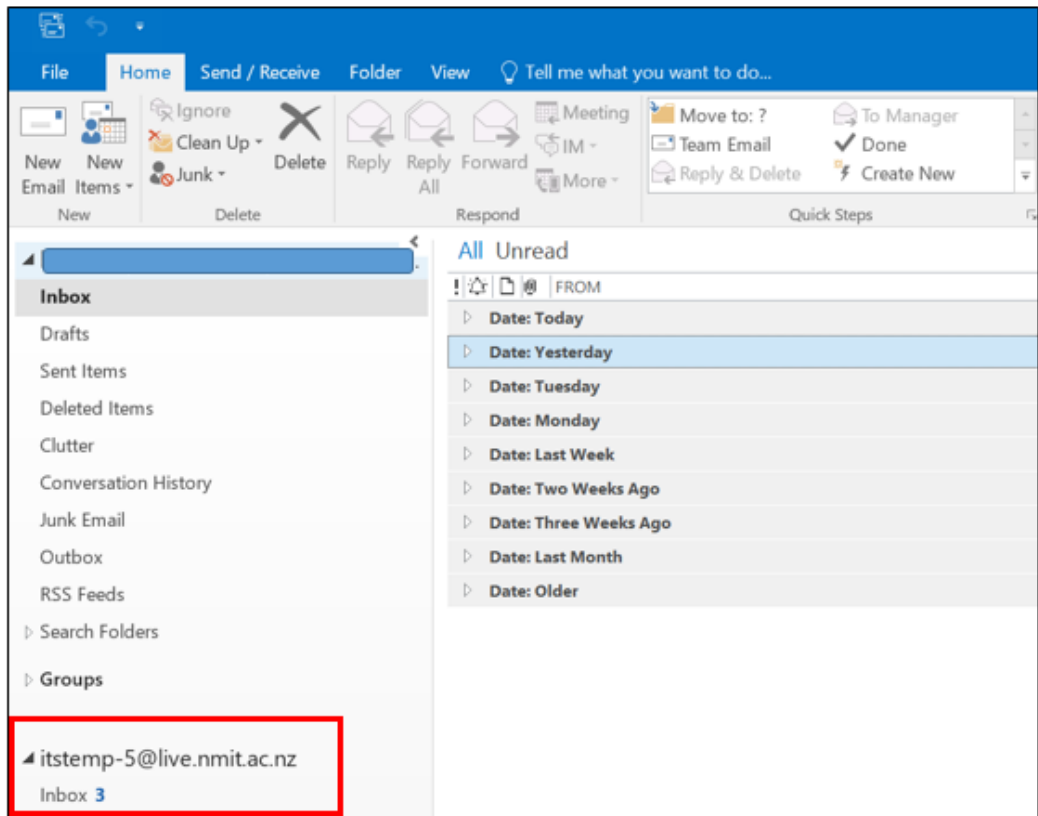 File Home Send / Receive Folder View Tell me what you want to do...
Ignore
Clean Up
Junk
New Email
New Items
Delete
Reply
Reply All
Forward
Meeting
IM
More
Move to: ?
Team Email
Reply & Delete
To Manager
Done
Create New
New Delete Respond Quick Steps
Inbox
Drafts
Sent Items
Deleted Items
Clutter
Conversation History
Junk Email
Outbox
RSS Feeds
Search Folders
Groups
itstemp-5@live.nmit.ac.nz
Inbox 3
All Unread
! FROM
Date: Today
Date: Yesterday
Date: Tuesday
Date: Monday
Date: Last Week
Date: Two Weeks Ago
Date: Three Weeks Ago
Date: Last Month
Date: Older